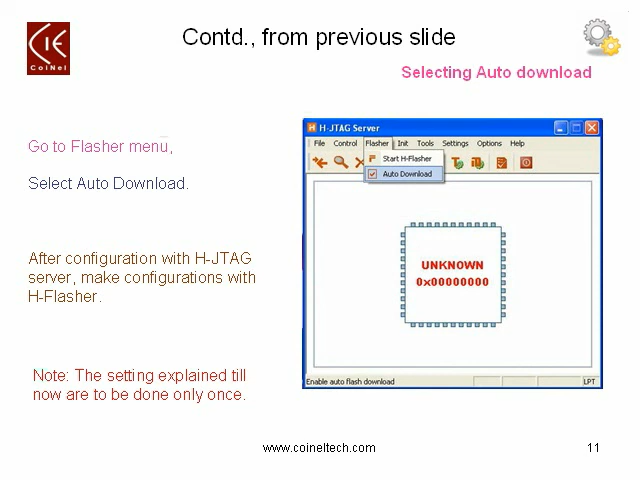 CIE
CoiNel
Contd., from previous slide
Selecting Auto download
Go to Flasher menu,
Select Auto Download.
After configuration with H-JTAG
server, make configurations with
H-Flasher.
Note: The setting explained till
now are to be done only once.
H-JTAG Server
File Control Flasher Init Tools Settings Options Help
Start H-Flasher
Auto Download
UNKNOWN
0x00000000
Enable auto flash download
LPT
www.coineltech.com
11